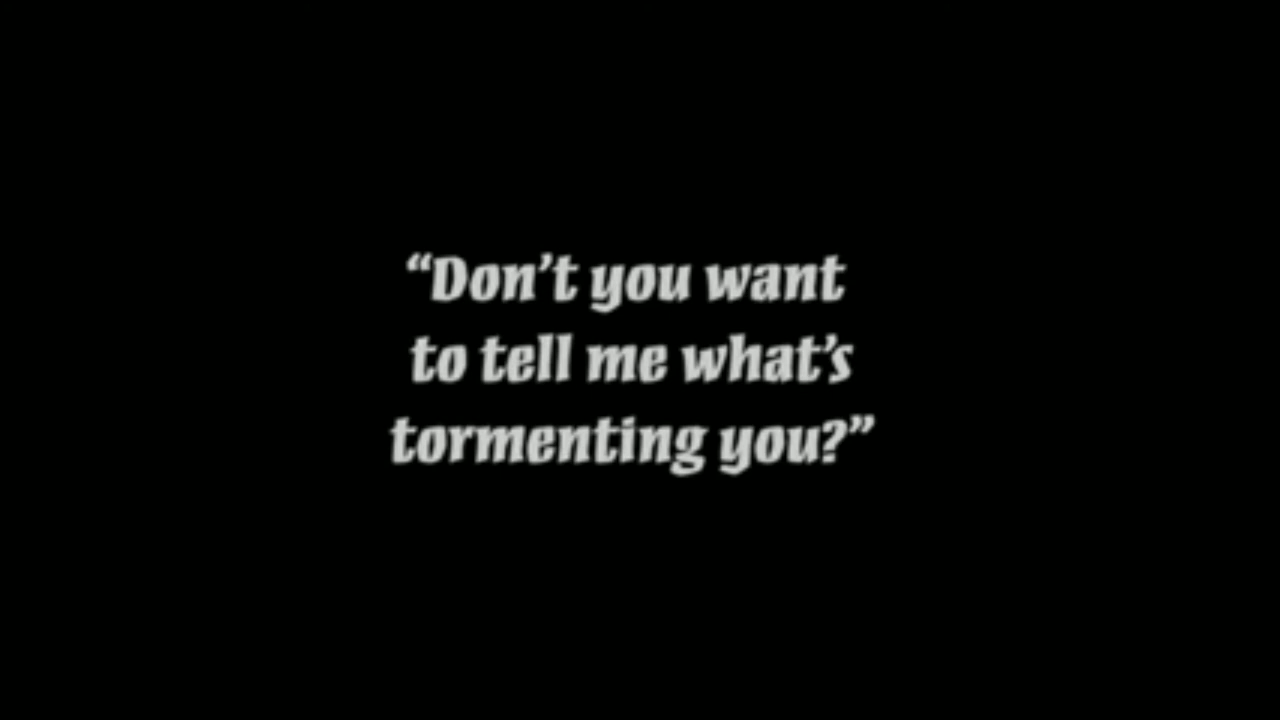 “Don’t you want
to tell me what’s
tormenting you?”